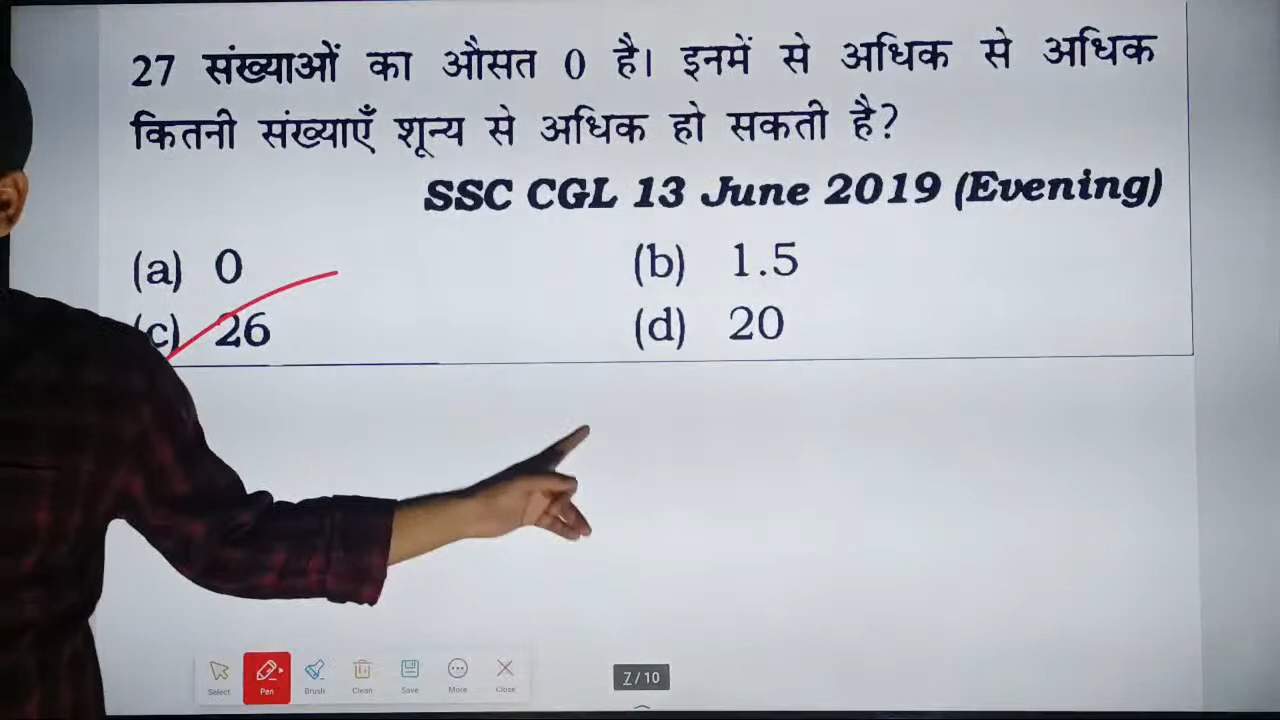 27 संख्याओं का औसत 0 है। इनमें से अधिक से अधिक
कितनी संख्याएँ शून्य से अधिक हो सकती है?
SSC CGL 13 June 2019 (Evening)
(a) 0 (b) 1.5
(c) 26 (d) 20
Select Pen Brush Clean Save More Close
7/10